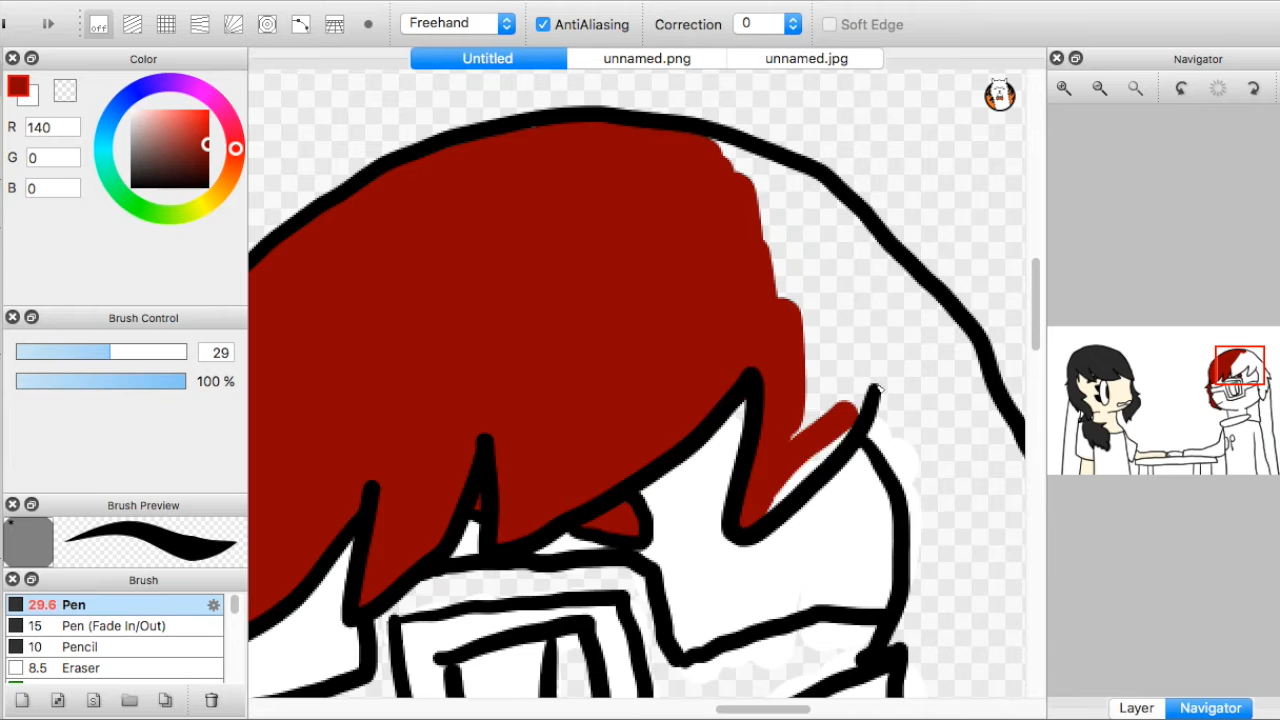 off Freehand AntiAliasing Correction 0 Soft Edge
Color Untitled unnamed.png unnamed.jpg Navigator
R 140
G 0
B 0
Brush Control
29
100 %
Brush Preview
Brush
29.6 Pen
15 Pen (Fade In/Out)
10 Pencil
8.5 Eraser
Layer Navigator